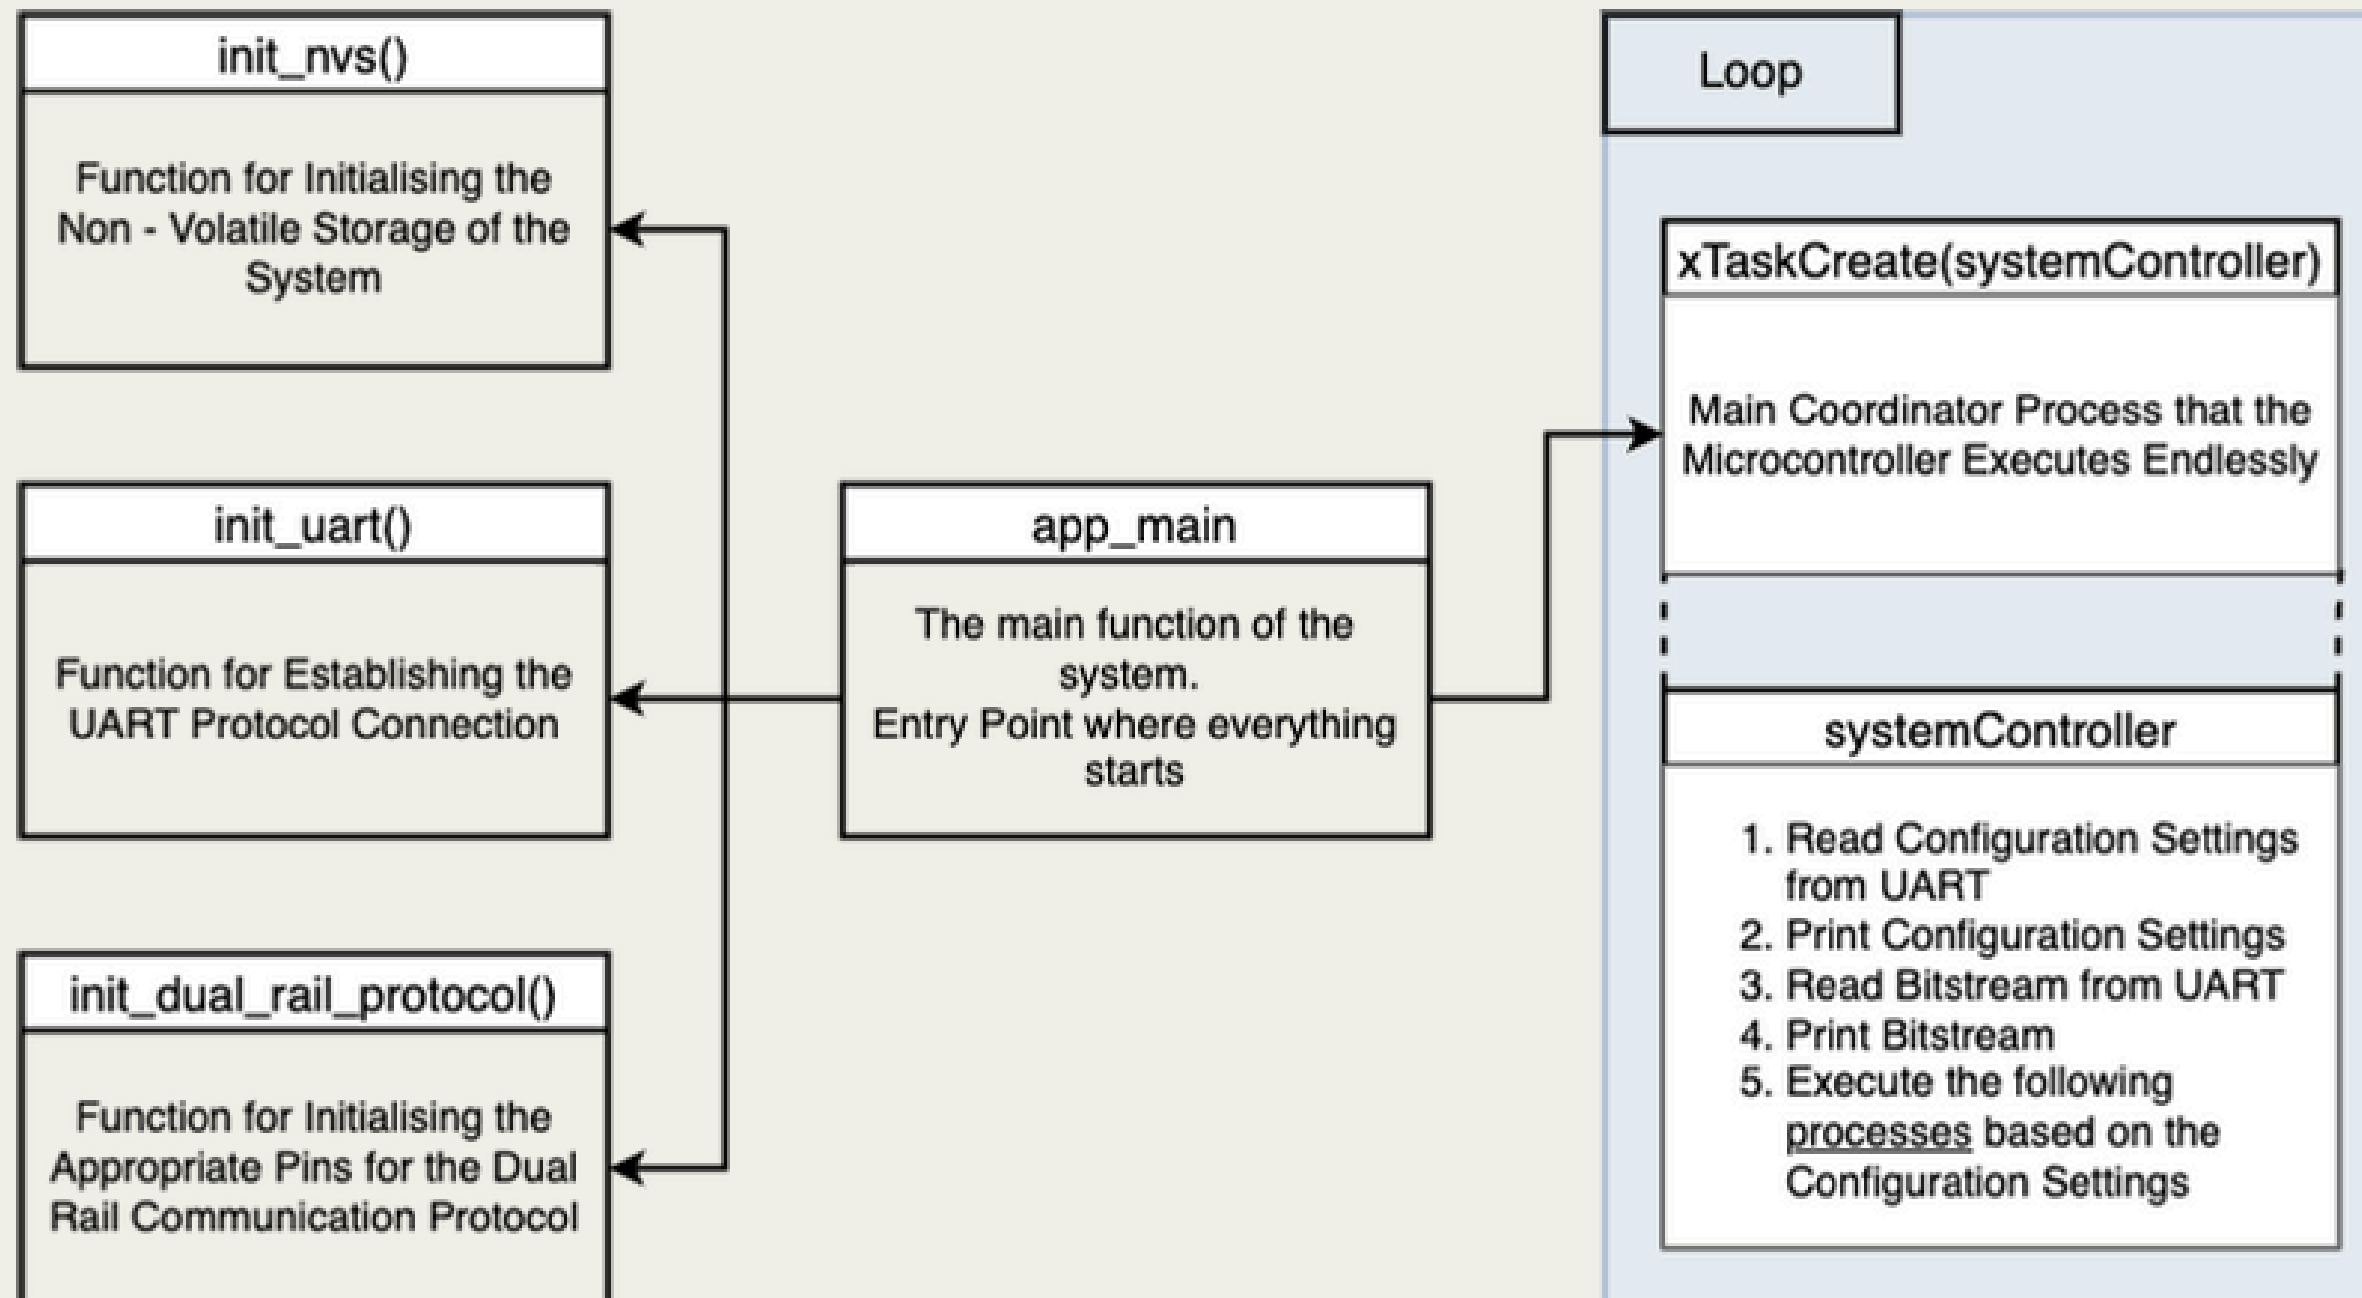 init_nvs()
Function for Initialising the
Non - Volatile Storage of the
System
init_uart()
Function for Establishing the
UART Protocol Connection
init_dual_rail_protocol()
Function for Initialising the
Appropriate Pins for the Dual
Rail Communication Protocol
app_main
The main function of the
system.
Entry Point where everything
starts
Loop
xTaskCreate(systemController)
Main Coordinator Process that the
Microcontroller Executes Endlessly
systemController
1. Read Configuration Settings
from UART
2. Print Configuration Settings
3. Read Bitstream from UART
4. Print Bitstream
5. Execute the following
processes based on the
Configuration Settings